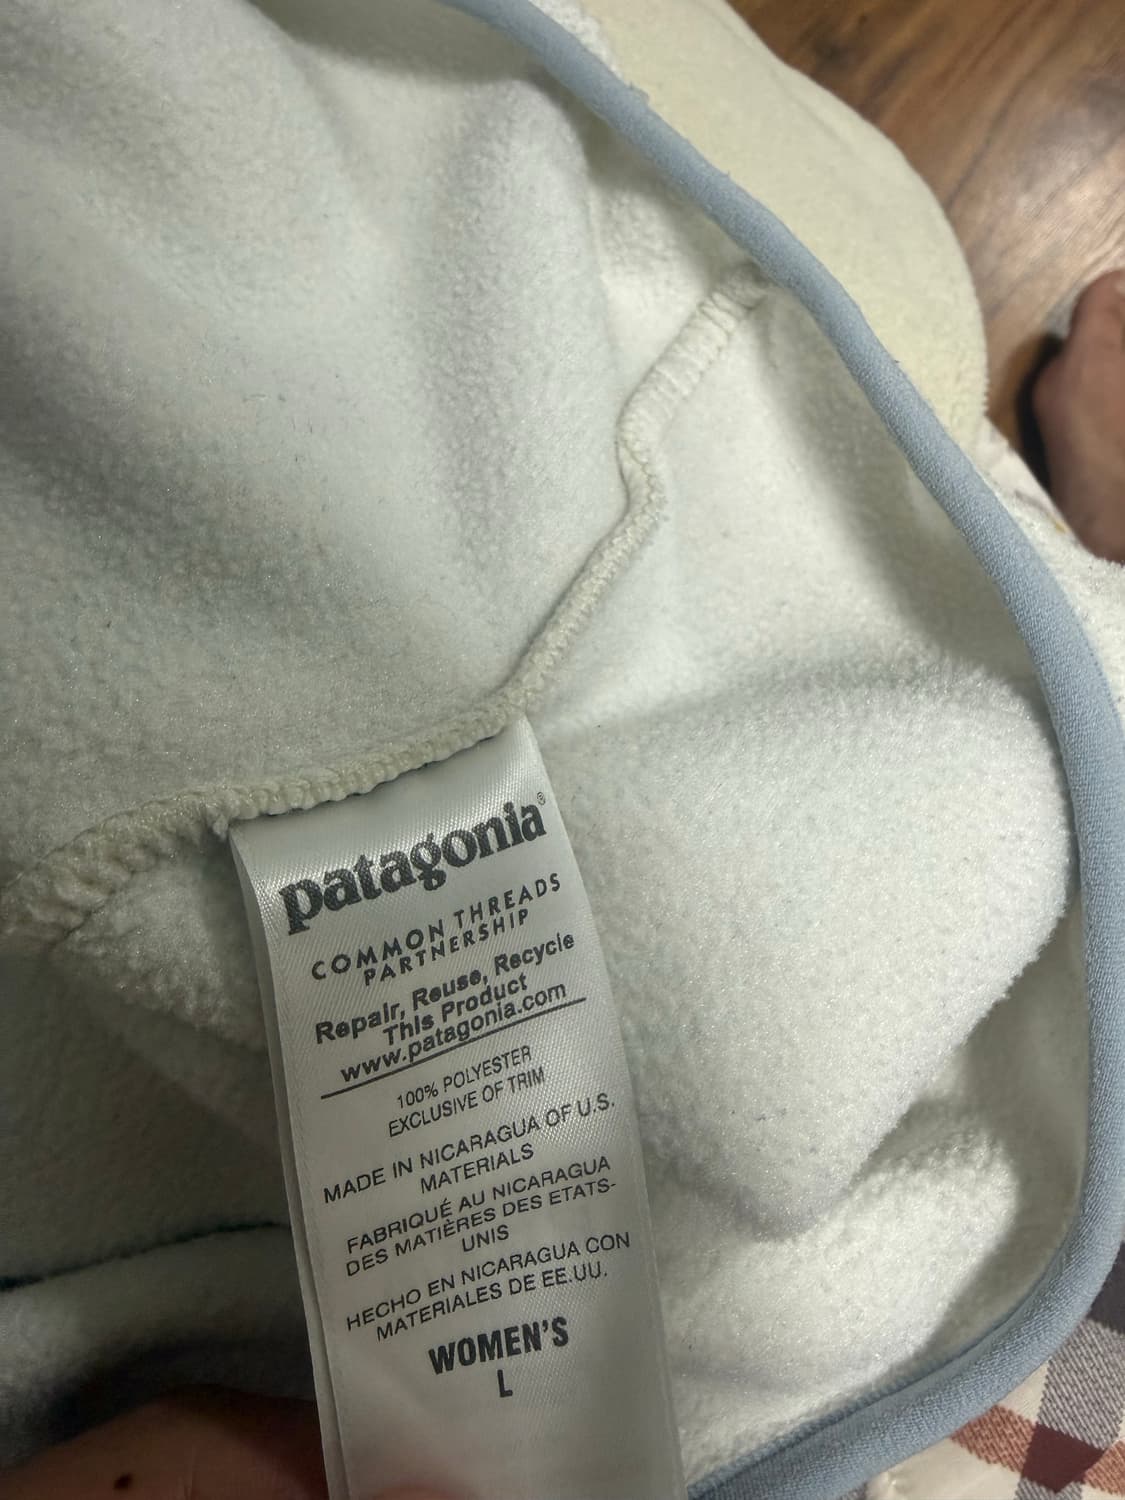 patagonia®
COMMON THREADS
PARTNERSHIP
Repair, Reuse, Recycle
This Product
www.patagonia.com
100% POLYESTER
EXCLUSIVE OF TRIM
MADE IN NICARAGUA OF U.S.
MATERIALS
FABRIQUÉ AU NICARAGUA
DES MATIÈRES DES ETATS-
UNIS
HECHO EN NICARAGUA CON
MATERIALES DE EE.UU.
WOMEN'S
L